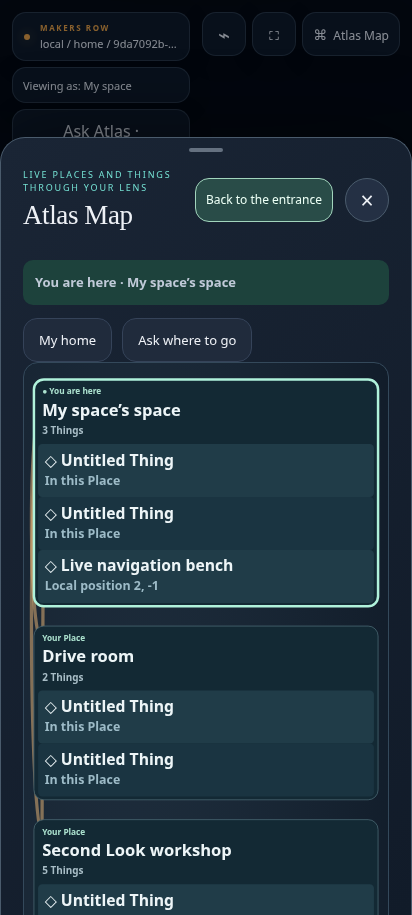 MAKERS ROW
local / home / 9da7092b-...
Atlas Map
Viewing as: My space
Ask Atlas ·
LIVE PLACES AND THINGS
THROUGH YOUR LENS
Atlas Map
Back to the entrance
You are here · My space’s space
My home
Ask where to go
You are here
My space’s space
3 Things
Untitled Thing
In this Place
Untitled Thing
In this Place
Live navigation bench
Local position 2, -1
Your Place
Drive room
2 Things
Untitled Thing
In this Place
Untitled Thing
In this Place
Your Place
Second Look workshop
5 Things
Untitled Thing